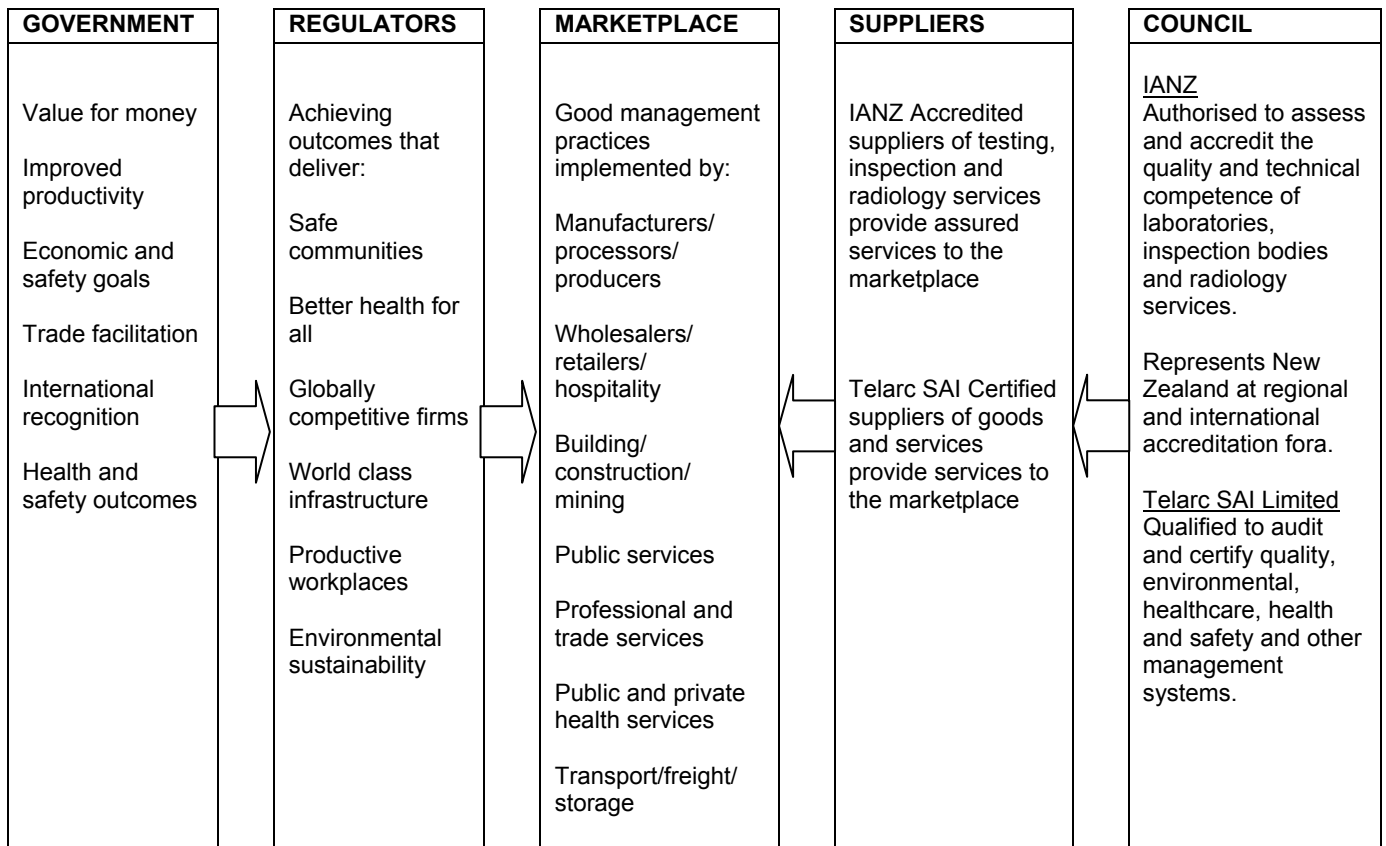 GOVERNMENT
Value for money
Improved
productivity
Economic and
safety goals
Trade facilitation
International
recognition
Health and
safety outcomes
REGULATORS
Achieving
outcomes that
deliver:
Safe
communities
Better health for
all
Globally
competitive firms
World class
infrastructure
Productive
workplaces
Environmental
sustainability
MARKETPLACE
Good management
practices
implemented by:
Manufacturers/
processors/
producers
Wholesalers/
retailers/
hospitality
Building/
construction/
mining
Public services
Professional and
trade services
Public and private
health services
Transport/freight/
storage
SUPPLIERS
IANZ Accredited
suppliers of testing,
inspection and
radiology services
provide assured
services to the
marketplace
Telarc SAI Certified
suppliers of goods
and services
provide services to
the marketplace
COUNCIL
IANZ
Authorised to assess
and accredit the
quality and technical
competence of
laboratories,
inspection bodies
and radiology
services.
Represents New
Zealand at regional
and international
accreditation fora.
Telarc SAI Limited
Qualified to audit
and certify quality,
environmental,
healthcare, health
and safety and other
management
systems.